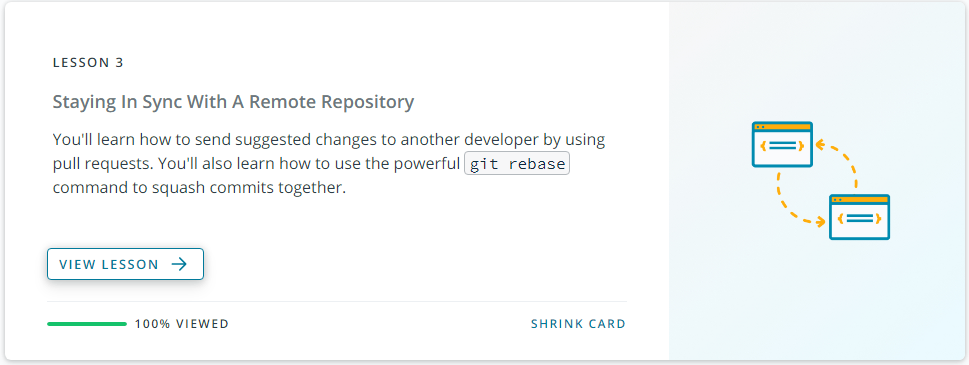 LESSON 3
Staying In Sync With A Remote Repository
You'll learn how to send suggested changes to another developer by using
pull requests. You'll also learn how to use the powerful git rebase
command to squash commits together.
VIEW LESSON
100% VIEWED
SHRINK CARD